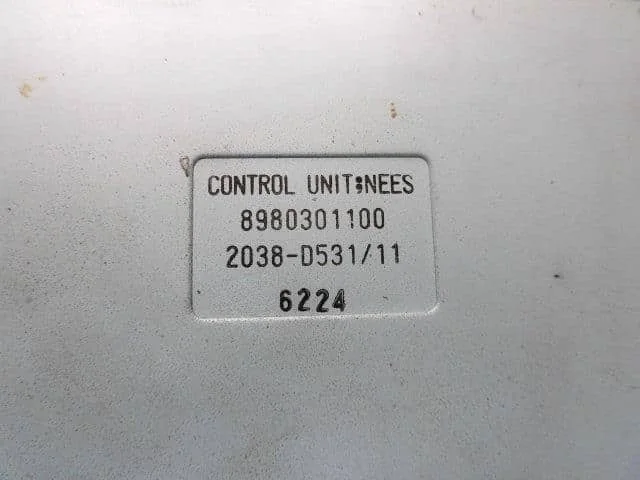 CONTROL UNIT;NEES
8980301100
2038-D531/11
6224